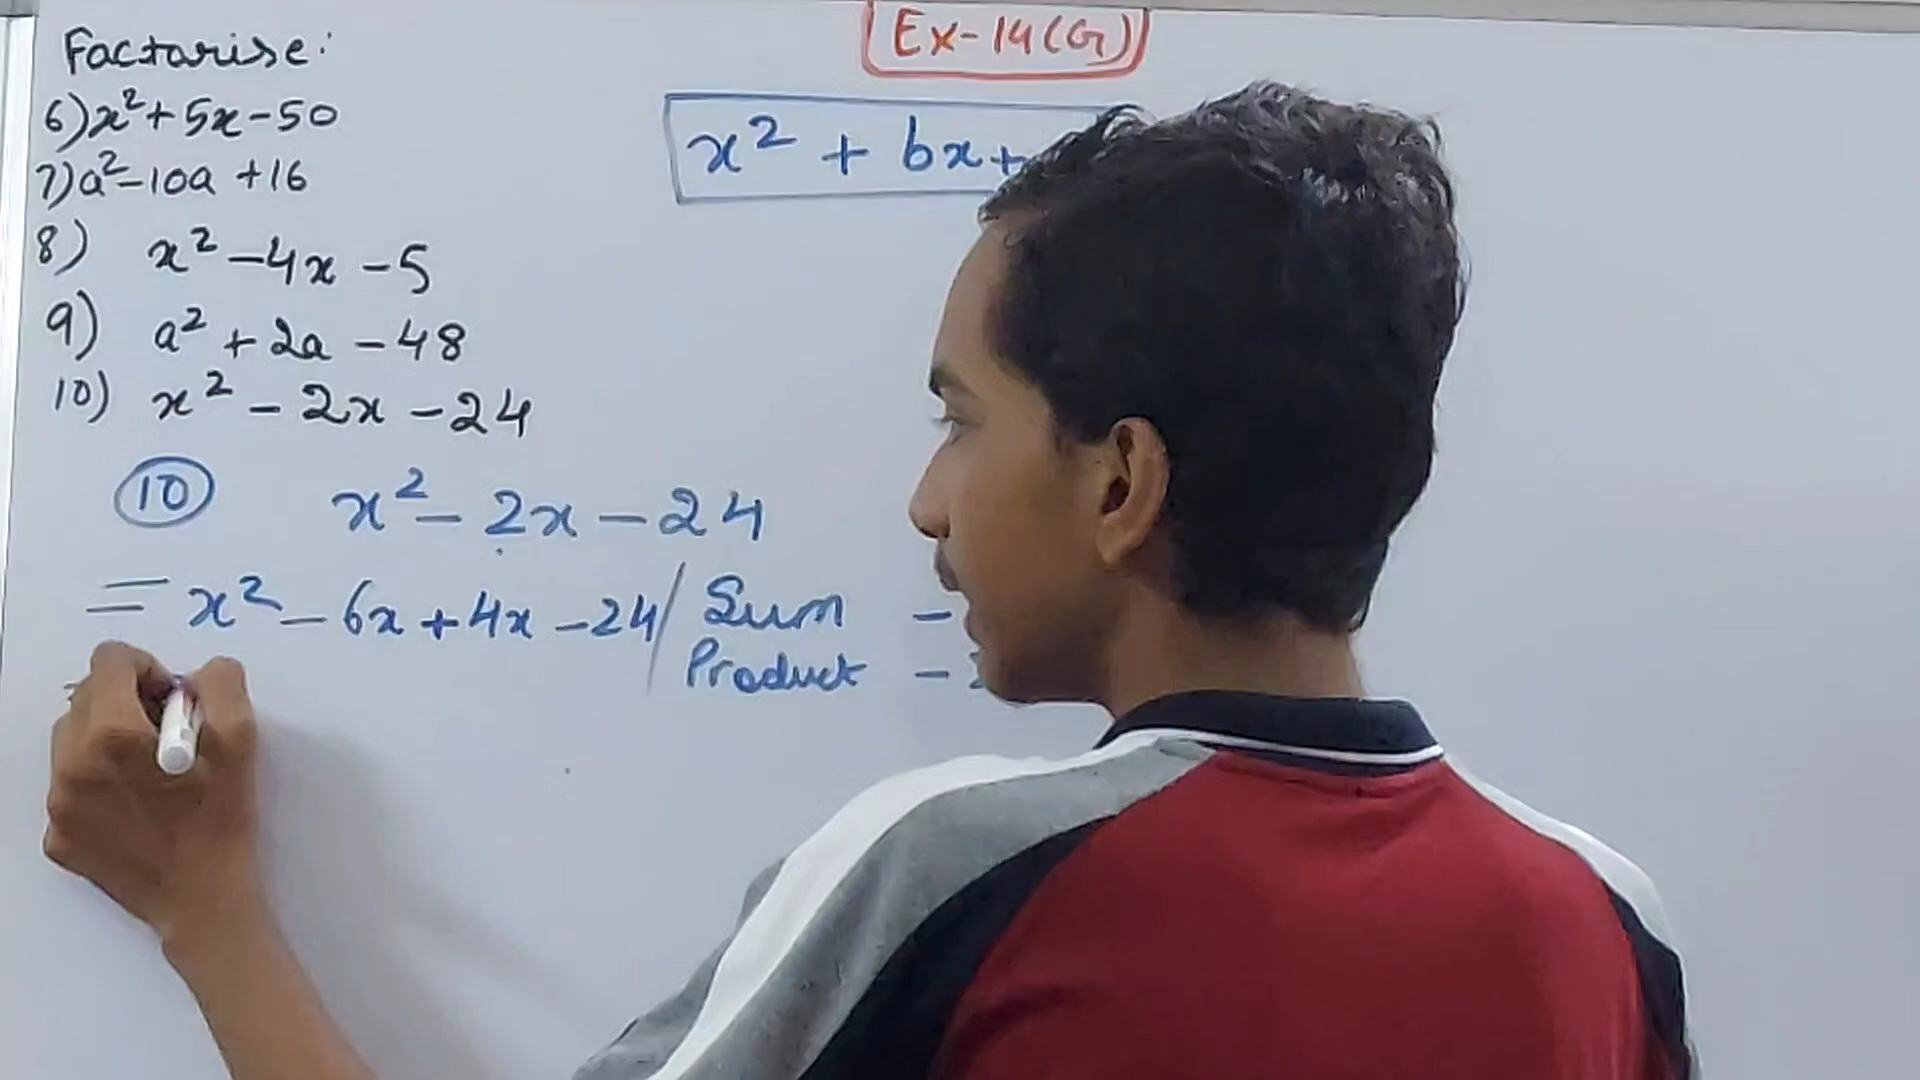 Factorise:
Ex-14(G)
6) x² + 5x - 50
7) a² - 10a + 16
x² + bx +
8) x² - 4x - 5
9) a² + 2a - 48
10) x² - 2x - 24
10 x² - 2x - 24
= x² - 6x + 4x - 24 / Sum -
Product -